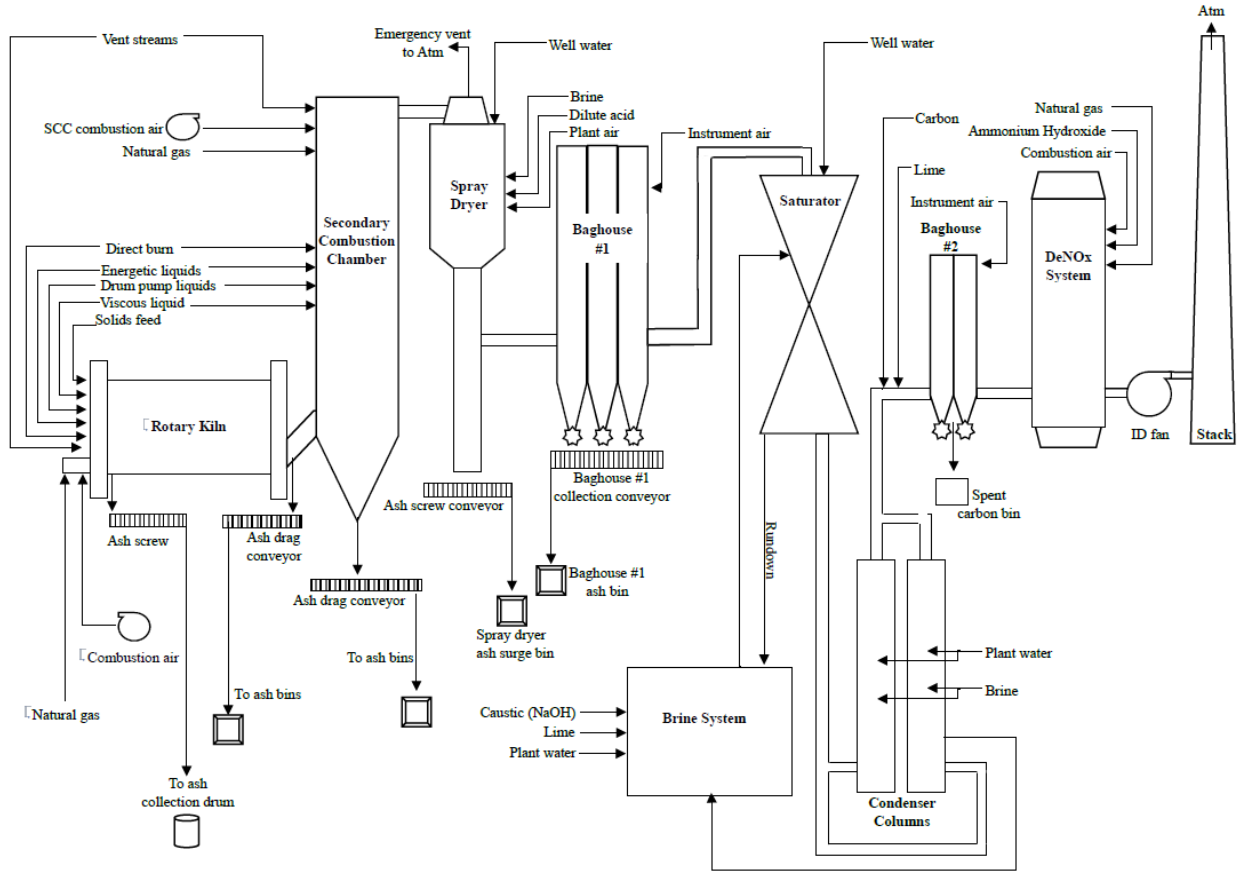 Atm
Vent streams
Emergency vent
to Atm
Well water
Well water
SCC combustion air
Natural gas
Brine
Dilute acid
Plant air
Instrument air
Carbon
Natural gas
Ammonium Hydroxide
Combustion air
Lime
Spray
Dryer
Saturator
Instrument air
Baghouse
#2
Secondary
Combustion
Chamber
Baghouse
#1
DeNOx
System
Direct burn
Energetic liquids
Drum pump liquids
Viscous liquid
Solids feed
Rotary Kiln
ID fan
Stack
Baghouse #1
collection conveyor
Ash screw conveyor
Spent
carbon bin
Ash screw
Ash drag
conveyor
Rundown
Baghouse #1
ash bin
Ash drag conveyor
Spray dryer
ash surge bin
Combustion air
To ash bins
Plant water
To ash bins
Brine
Natural gas
Caustic (NaOH)
Lime
Plant water
Brine System
To ash
collection drum
Condenser
Columns